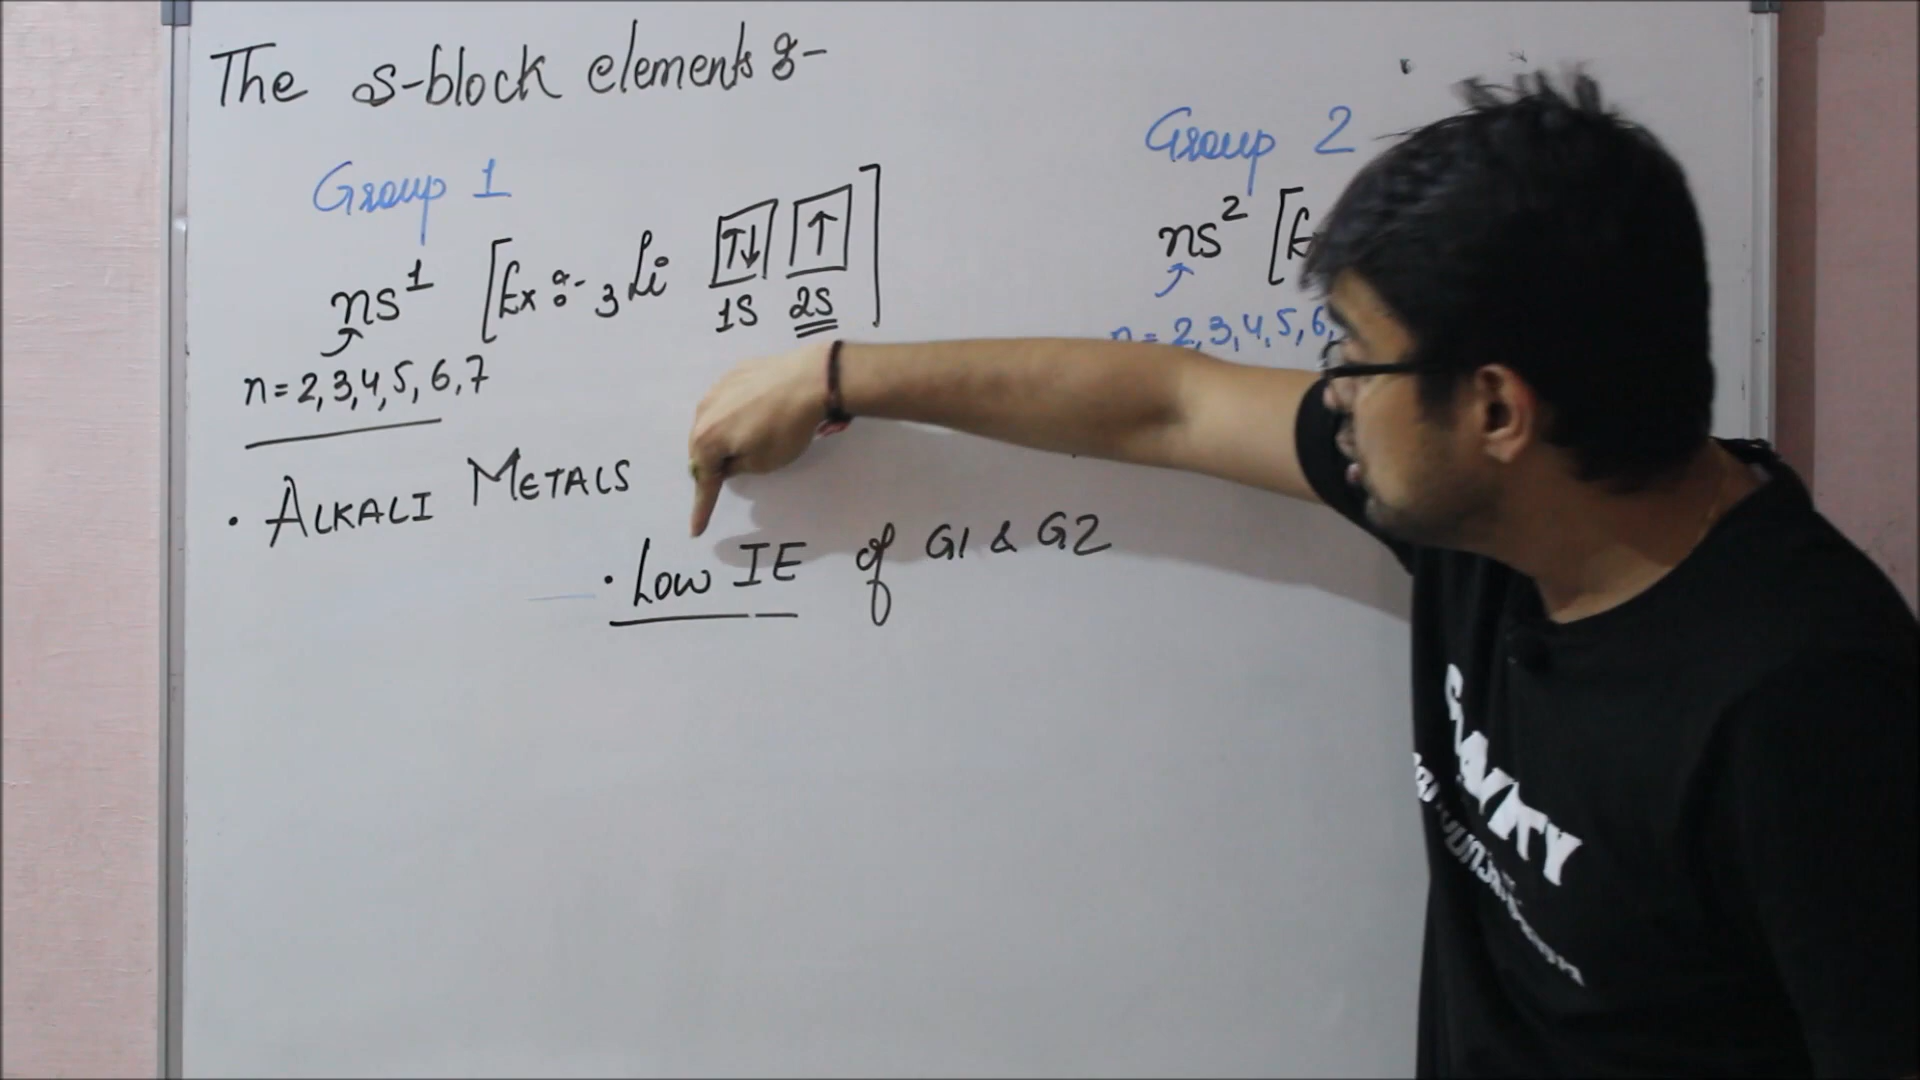 The s-block elements :-
Group 1
ns¹ [Ex :- ₃Li ↑↓ ↑ ]
1S 2S
n = 2, 3, 4, 5, 6, 7
• ALKALI METALS
• Low IE of G1 & G2
Group 2
ns² [Ex
n = 2, 3, 4, 5, 6,